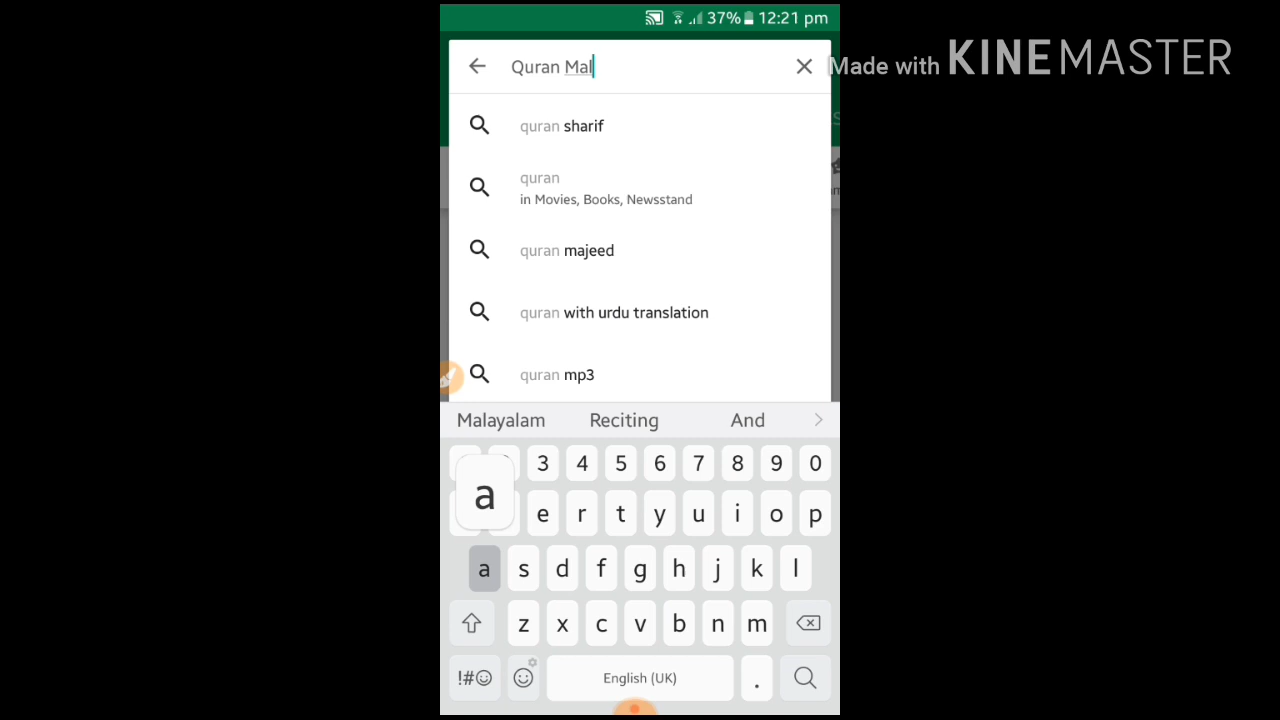 37% 12:21 pm
Quran Mal
Made with KINEMASTER
quran sharif
quran
in Movies, Books, Newsstand
quran majeed
quran with urdu translation
quran mp3
Malayalam Reciting And
3 4 5 6 7 8 9 0
a
e r t y u i o p
a s d f g h j k l
z x c v b n m
!#☺ English (UK) .